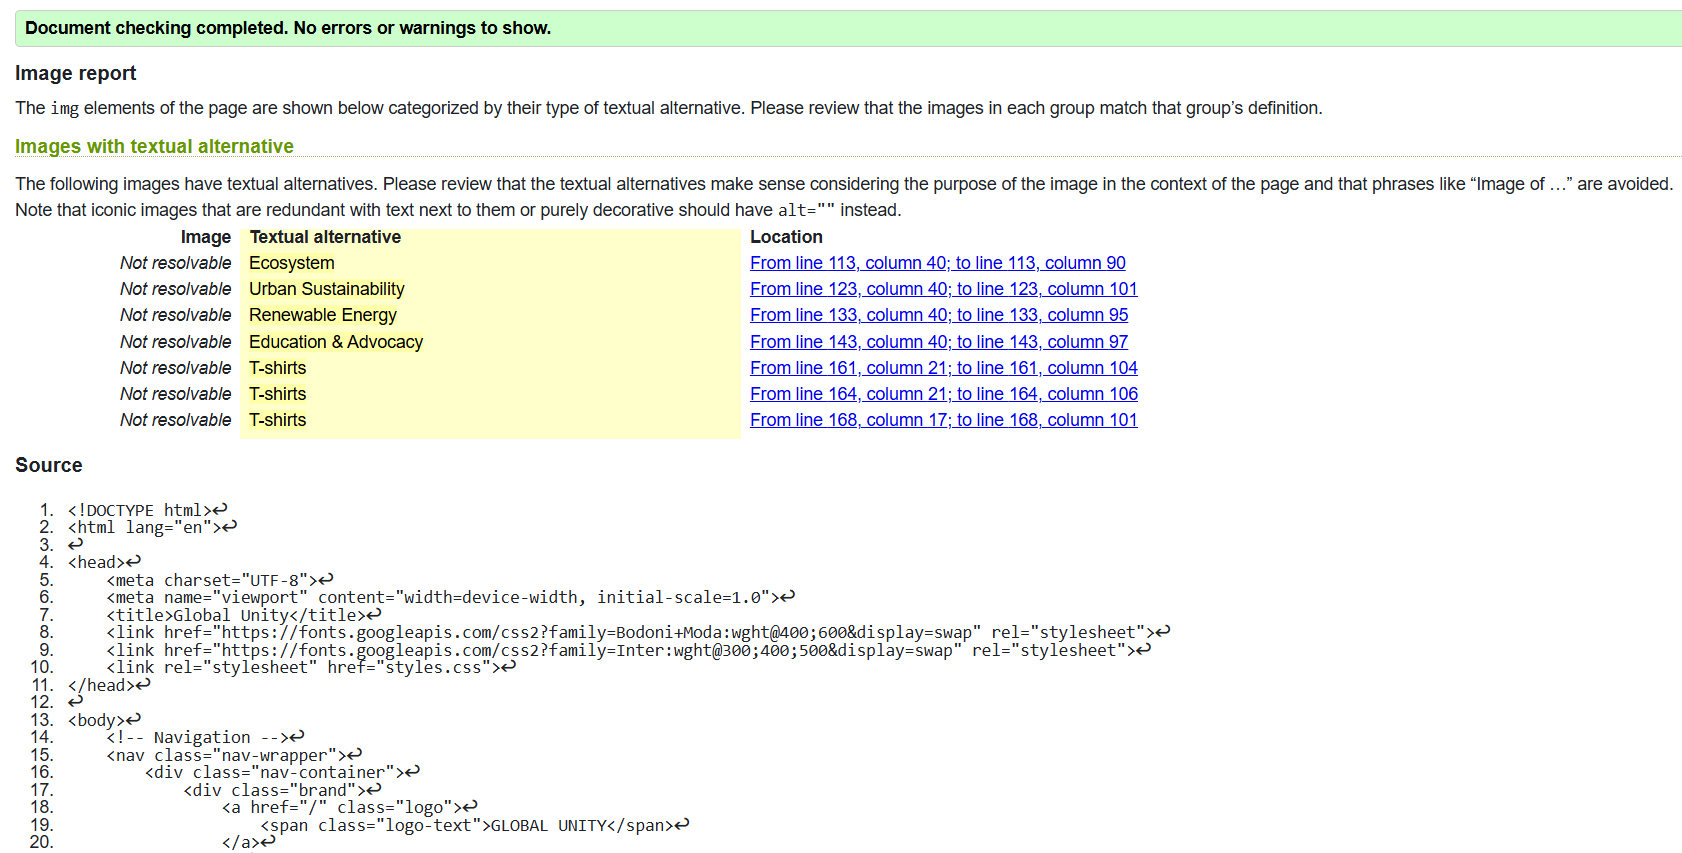 Document checking completed. No errors or warnings to show.
Image report
The img elements of the page are shown below categorized by their type of textual alternative. Please review that the images in each group match that group’s definition.
Images with textual alternative
The following images have textual alternatives. Please review that the textual alternatives make sense considering the purpose of the image in the context of the page and that phrases like “Image of …” are avoided.
Note that iconic images that are redundant with text next to them or purely decorative should have alt="" instead.
Image Textual alternative Location
Not resolvable Ecosystem From line 113, column 40; to line 113, column 90
Not resolvable Urban Sustainability From line 123, column 40; to line 123, column 101
Not resolvable Renewable Energy From line 133, column 40; to line 133, column 95
Not resolvable Education & Advocacy From line 143, column 40; to line 143, column 97
Not resolvable T-shirts From line 161, column 21; to line 161, column 104
Not resolvable T-shirts From line 164, column 21; to line 164, column 106
Not resolvable T-shirts From line 168, column 17; to line 168, column 101
Source
1. <!DOCTYPE html>↩
2. <html lang="en">↩
3. ↩
4. <head>↩
5.     <meta charset="UTF-8">↩
6.     <meta name="viewport" content="width=device-width, initial-scale=1.0">↩
7.     <title>Global Unity</title>↩
8.     <link href="https://fonts.googleapis.com/css2?family=Bodoni+Moda:wght@400;600&display=swap" rel="stylesheet">↩
9.     <link href="https://fonts.googleapis.com/css2?family=Inter:wght@300;400;500&display=swap" rel="stylesheet">↩
10.     <link rel="stylesheet" href="styles.css">↩
11. </head>↩
12. ↩
13. <body>↩
14.     <!-- Navigation -->↩
15.     <nav class="nav-wrapper">↩
16.         <div class="nav-container">↩
17.             <div class="brand">↩
18.                 <a href="/" class="logo">↩
19.                     <span class="logo-text">GLOBAL UNITY</span>↩
20.                 </a>↩